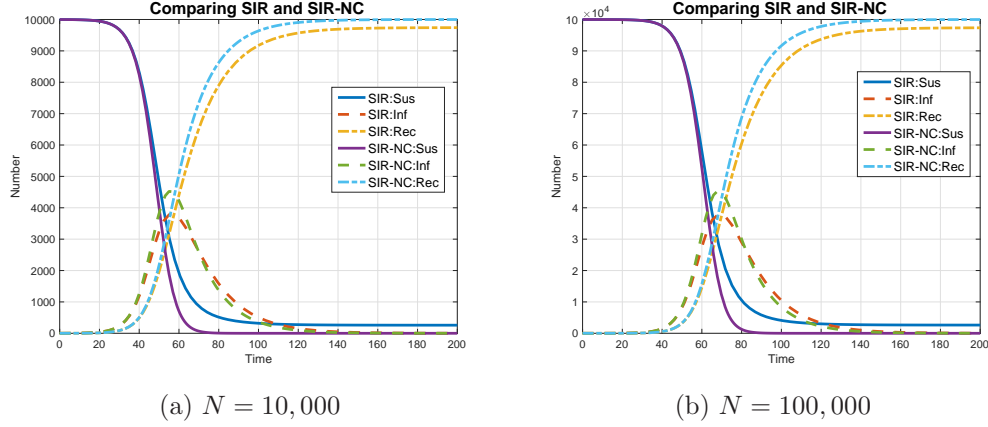 Comparing SIR and SIR-NC
10000
9000
8000
7000
6000
5000
4000
3000
2000
1000
0
Number
SIR:Sus
SIR:Inf
SIR:Rec
SIR-NC:Sus
SIR-NC:Inf
SIR-NC:Rec
0 20 40 60 80 100 120 140 160 180 200
Time
(a) N = 10,000
Comparing SIR and SIR-NC
× 10⁴
10
9
8
7
6
5
4
3
2
1
0
Number
SIR:Sus
SIR:Inf
SIR:Rec
SIR-NC:Sus
SIR-NC:Inf
SIR-NC:Rec
0 20 40 60 80 100 120 140 160 180 200
Time
(b) N = 100,000